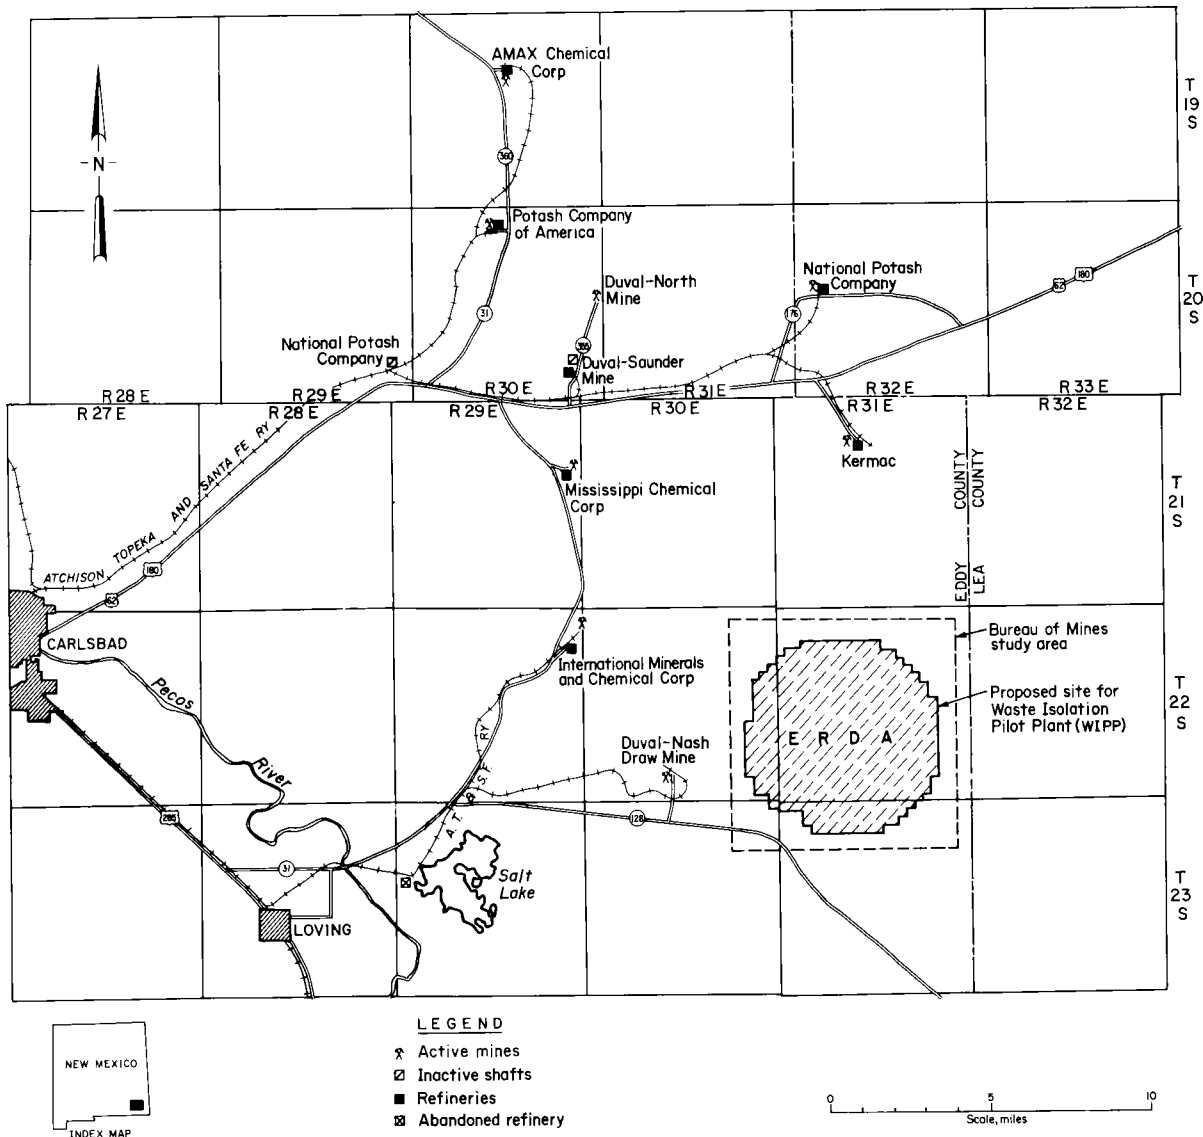 AMAX Chemical
Corp
T
19
S
N
360
Potash Company
of America
Duval-North
Mine
National Potash
Company
62
180
T
20
S
31
176
National Potash
Company
355
Duval-Saunder
Mine
R 28 E
R 29 E
R 30 E
R 31 E
R 32 E
R 33 E
R 27 E
R 28 E
R 29 E
R 30 E
R 31 E
R 32 E
Kermac
Mississippi Chemical
Corp
EDDY COUNTY
LEA COUNTY
T
21
S
ATCHISON TOPEKA AND SANTA FE RY
180
62
CARLSBAD
Pecos River
International Minerals
and Chemical Corp
Bureau of Mines
study area
Proposed site for
Waste Isolation
Pilot Plant (WIPP)
T
22
S
ERDA
Duval-Nash
Draw Mine
A.T. S.F. RY
285
128
31
Salt
Lake
T
23
S
LOVING
NEW MEXICO
INDEX MAP
LEGEND
Active mines
Inactive shafts
Refineries
Abandoned refinery
0 5 10
Scale, miles